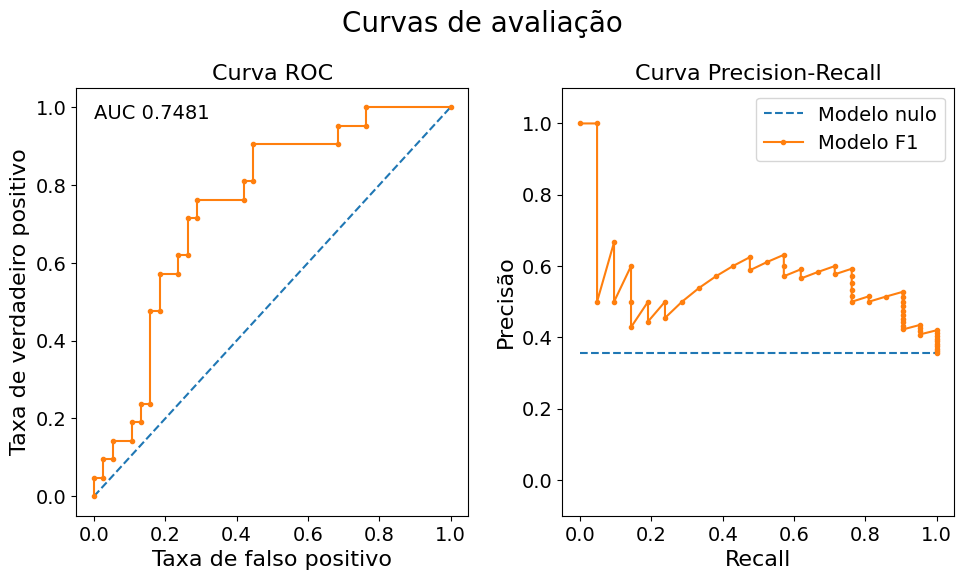 Curvas de avaliação
Curva ROC
AUC 0.7481
1.0
0.8
0.6
0.4
0.2
0.0
Taxa de verdadeiro positivo
0.0 0.2 0.4 0.6 0.8 1.0
Taxa de falso positivo
Curva Precision-Recall
Modelo nulo
Modelo F1
1.0
0.8
0.6
0.4
0.2
0.0
Precisão
0.0 0.2 0.4 0.6 0.8 1.0
Recall